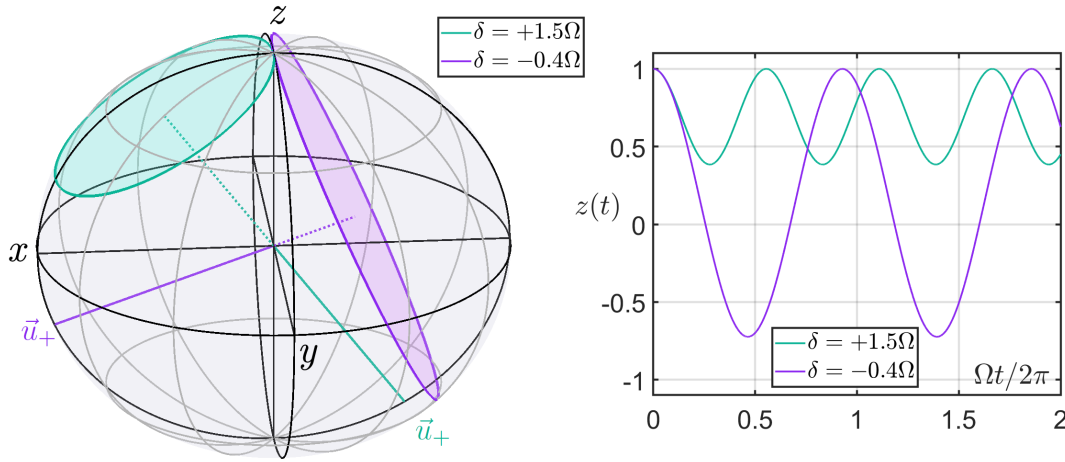 z
δ = +1.5Ω
δ = −0.4Ω
x
y
u⃗₊
u⃗₊
z(t)
1
0.5
0
-0.5
-1
δ = +1.5Ω
δ = −0.4Ω
Ωt/2π
0
0.5
1
1.5
2